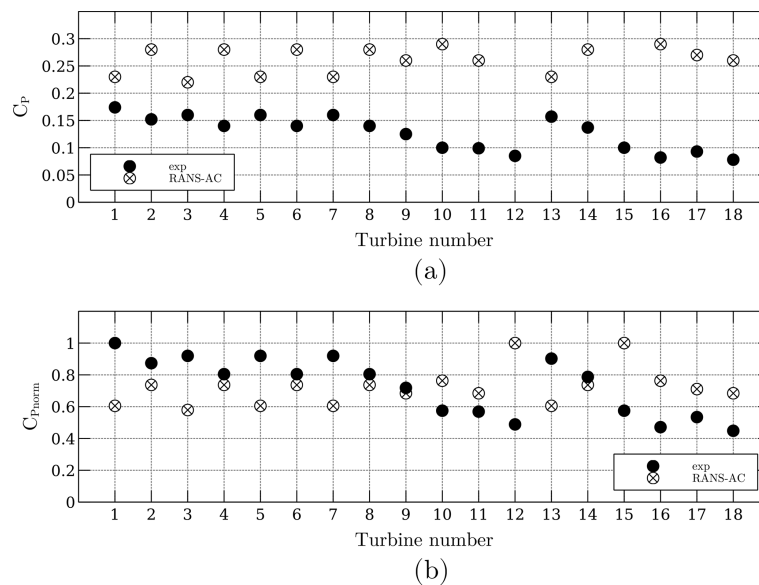 0.3
0.25
0.2
0.15
0.1
0.05
0
C_P
exp
RANS-AC
1 2 3 4 5 6 7 8 9 10 11 12 13 14 15 16 17 18
Turbine number
(a)
1
0.8
0.6
0.4
0.2
0
C_Pnorm
exp
RANS-AC
1 2 3 4 5 6 7 8 9 10 11 12 13 14 15 16 17 18
Turbine number
(b)